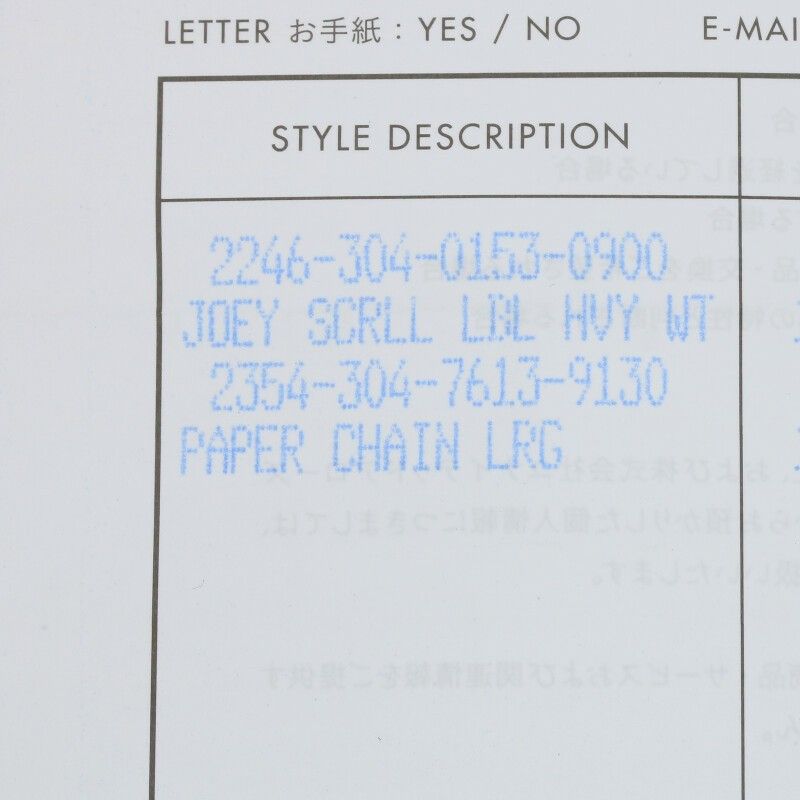 LETTER お手紙 : YES / NO E-MAI
STYLE DESCRIPTION
2246-304-0153-0900
JOEY SCRLL LBL HVY WT
2354-304-7613-9130
PAPER CHAIN LRG